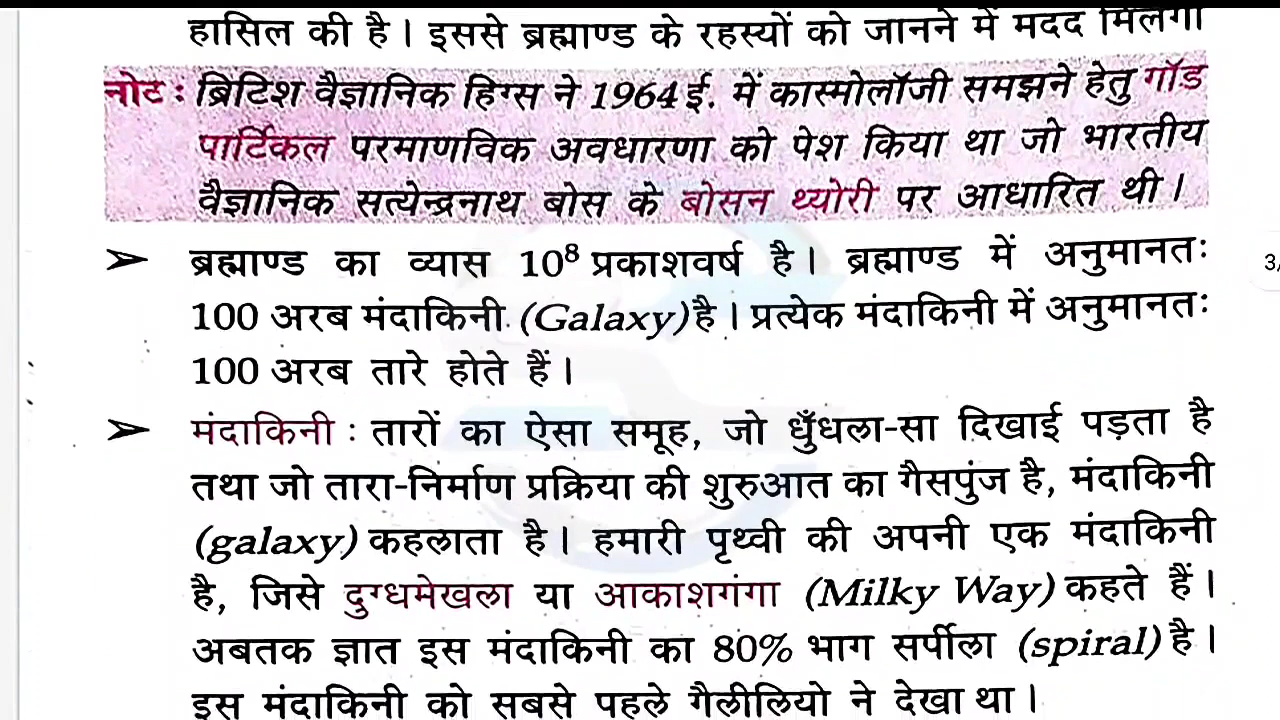 हासिल की है। इससे ब्रह्माण्ड के रहस्यों को जानने में मदद मिलेगी
नोट : ब्रिटिश वैज्ञानिक हिग्स ने 1964 ई. में कास्मोलॉजी समझने हेतु गॉड
पार्टिकल परमाणविक अवधारणा को पेश किया था जो भारतीय
वैज्ञानिक सत्येन्द्रनाथ बोस के बोसन थ्योरी पर आधारित थी।
➢ ब्रह्माण्ड का व्यास 10⁸ प्रकाशवर्ष है। ब्रह्माण्ड में अनुमानतः
100 अरब मंदाकिनी (Galaxy) है। प्रत्येक मंदाकिनी में अनुमानतः
100 अरब तारे होते हैं।
➢ मंदाकिनी : तारों का ऐसा समूह, जो धुँधला-सा दिखाई पड़ता है
तथा जो तारा-निर्माण प्रक्रिया की शुरुआत का गैसपुंज है, मंदाकिनी
(galaxy) कहलाता है। हमारी पृथ्वी की अपनी एक मंदाकिनी
है, जिसे दुग्धमेखला या आकाशगंगा (Milky Way) कहते हैं।
अबतक ज्ञात इस मंदाकिनी का 80% भाग सर्पीला (spiral) है।
इस मंदाकिनी को सबसे पहले गैलीलियो ने देखा था।
3/